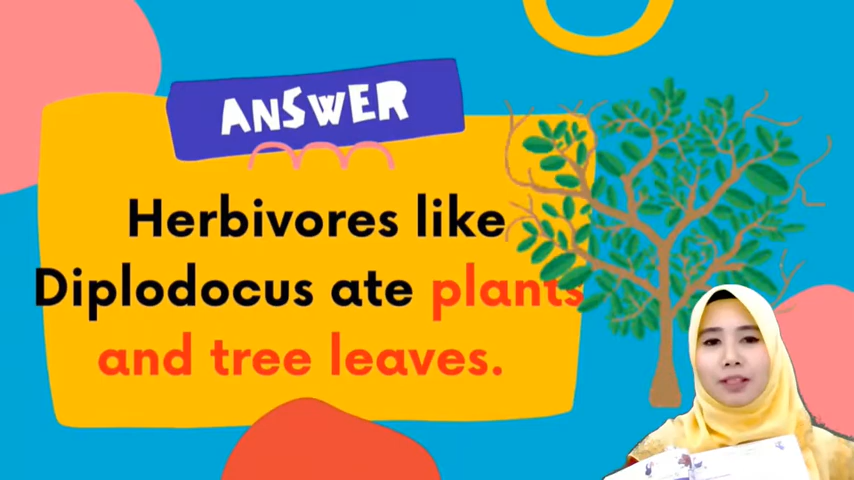 ANSWER
Herbivores like
Diplodocus ate plants
and tree leaves.